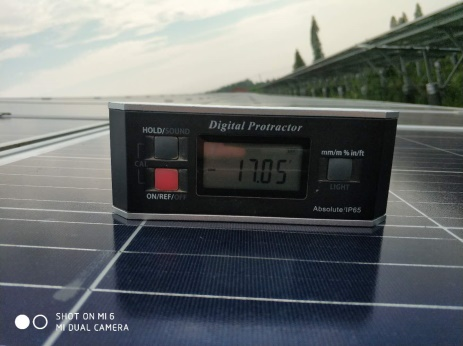 Digital Protractor
HOLD/SOUND
CAL
ON/REF/OFF
-17.05°
mm/m % in/ft
LIGHT
Absolute/IP65
SHOT ON MI 6
MI DUAL CAMERA